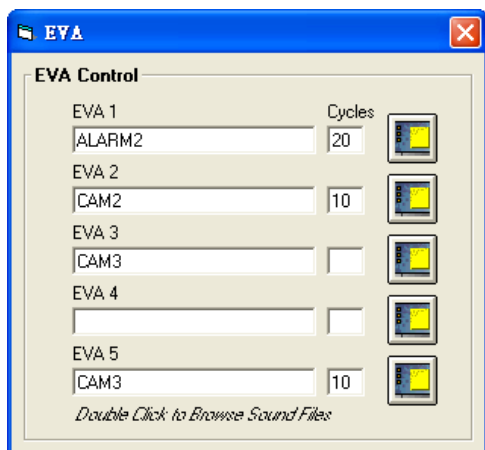 EVA
EVA Control
EVA 1 Cycles
ALARM2 20
EVA 2
CAM2 10
EVA 3
CAM3
EVA 4
EVA 5
CAM3 10
Double Click to Browse Sound Files